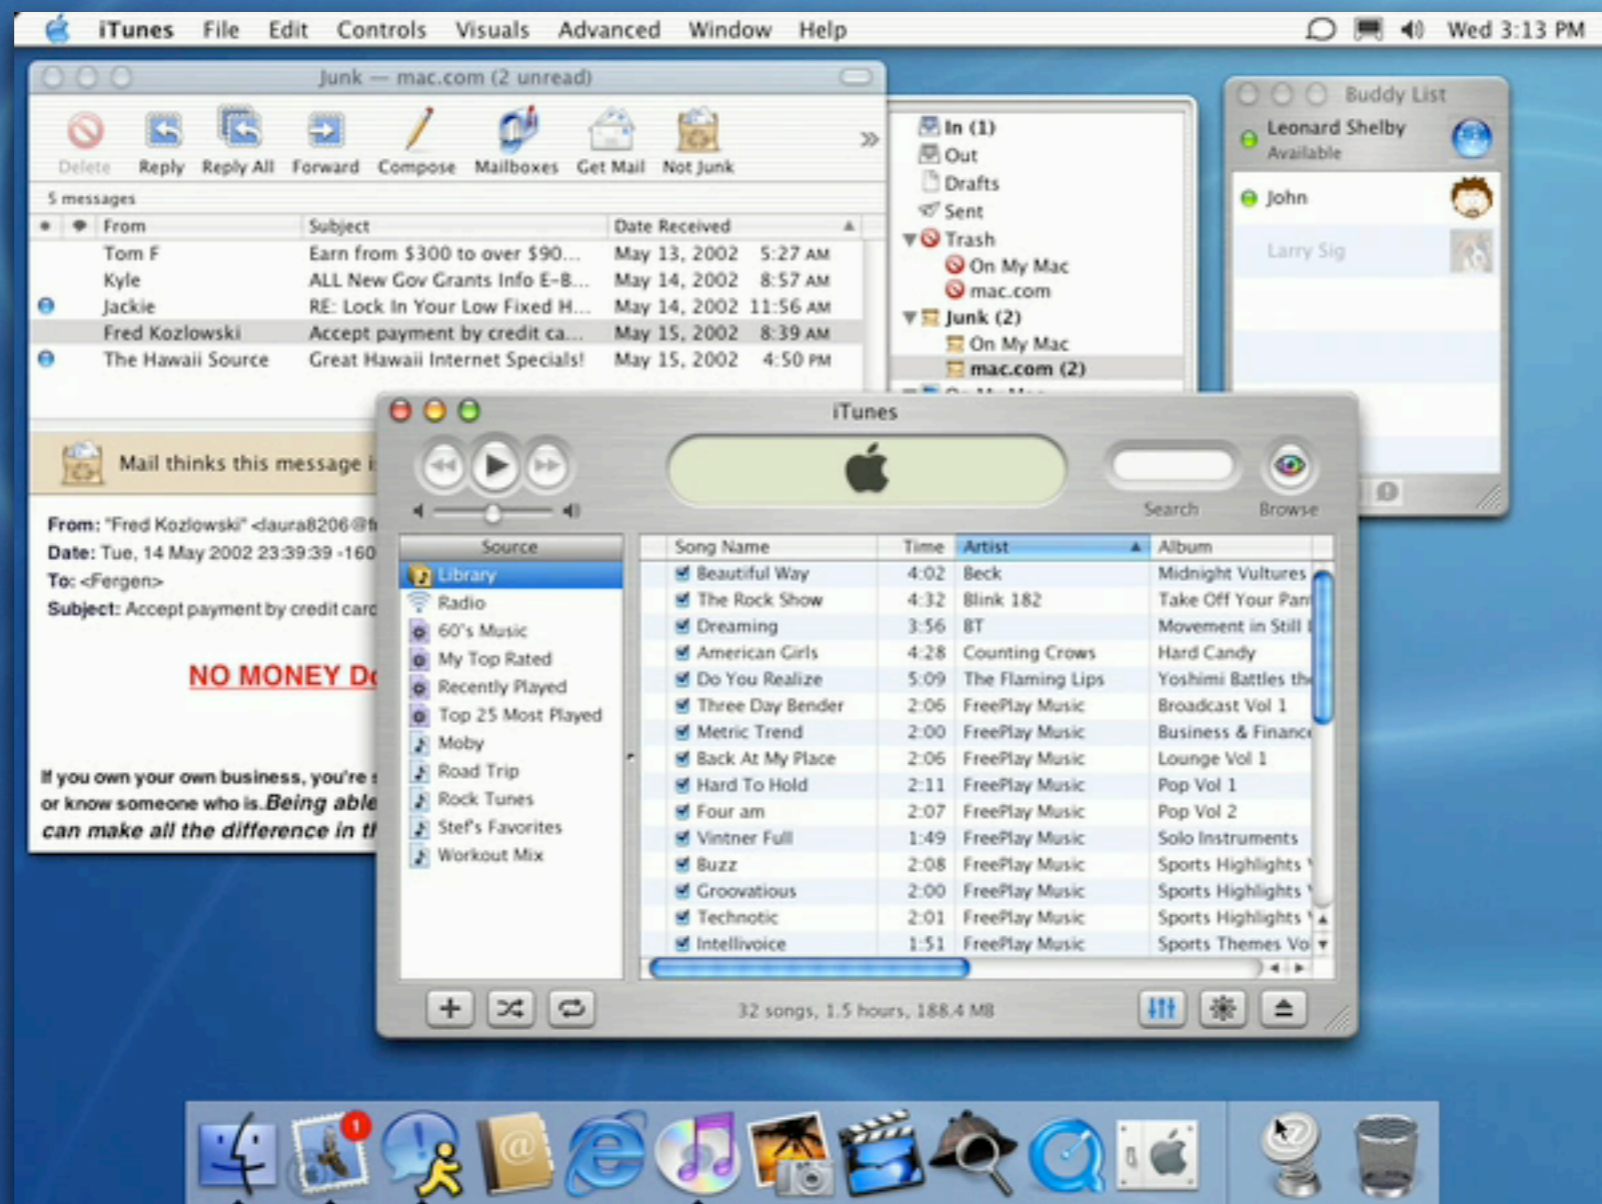 iTunes File Edit Controls Visuals Advanced Window Help Wed 3:13 PM
Junk — mac.com (2 unread)
Delete Reply Reply All Forward Compose Mailboxes Get Mail Not Junk
5 messages
From Subject Date Received
Tom F Earn from $300 to over $90... May 13, 2002 5:27 AM
Kyle ALL New Gov Grants Info E-B... May 14, 2002 8:57 AM
Jackie RE: Lock In Your Low Fixed H... May 14, 2002 11:56 AM
Fred Kozlowski Accept payment by credit ca... May 15, 2002 8:39 AM
The Hawaii Source Great Hawaii Internet Specials! May 15, 2002 4:50 PM
Mail thinks this message i
From: "Fred Kozlowski" <laura8206@f
Date: Tue, 14 May 2002 23:39:39 -160
To: <Fergen>
Subject: Accept payment by credit card
NO MONEY Do
If you own your own business, you're s
or know someone who is. Being able
can make all the difference in th
In (1)
Out
Drafts
Sent
Trash
On My Mac
mac.com
Junk (2)
On My Mac
mac.com (2)
Buddy List
Leonard Shelby
Available
John
Larry Sig
iTunes
Search Browse
Source
Library
Radio
60's Music
My Top Rated
Recently Played
Top 25 Most Played
Moby
Road Trip
Rock Tunes
Stef's Favorites
Workout Mix
Song Name Time Artist Album
Beautiful Way 4:02 Beck Midnight Vultures
The Rock Show 4:32 Blink 182 Take Off Your Pant
Dreaming 3:56 BT Movement in Still L
American Girls 4:28 Counting Crows Hard Candy
Do You Realize 5:09 The Flaming Lips Yoshimi Battles the
Three Day Bender 2:06 FreePlay Music Broadcast Vol 1
Metric Trend 2:00 FreePlay Music Business & Finance
Back At My Place 2:06 FreePlay Music Lounge Vol 1
Hard To Hold 2:11 FreePlay Music Pop Vol 1
Four am 2:07 FreePlay Music Pop Vol 2
Vintner Full 1:49 FreePlay Music Solo Instruments
Buzz 2:08 FreePlay Music Sports Highlights V
Groovatious 2:00 FreePlay Music Sports Highlights V
Technotic 2:01 FreePlay Music Sports Highlights V
Intellivoice 1:51 FreePlay Music Sports Themes Vo
32 songs, 1.5 hours, 188.4 MB
1